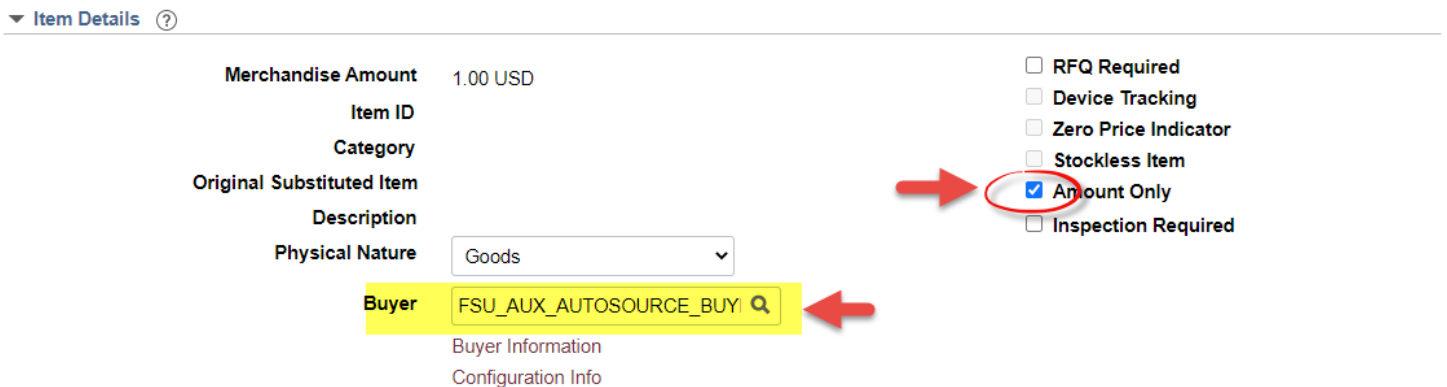 Item Details ?
Merchandise Amount 1.00 USD
Item ID
Category
Original Substituted Item
Description
Physical Nature Goods
Buyer FSU_AUX_AUTOSOURCE_BUY
Buyer Information
Configuration Info
RFQ Required
Device Tracking
Zero Price Indicator
Stockless Item
Amount Only
Inspection Required